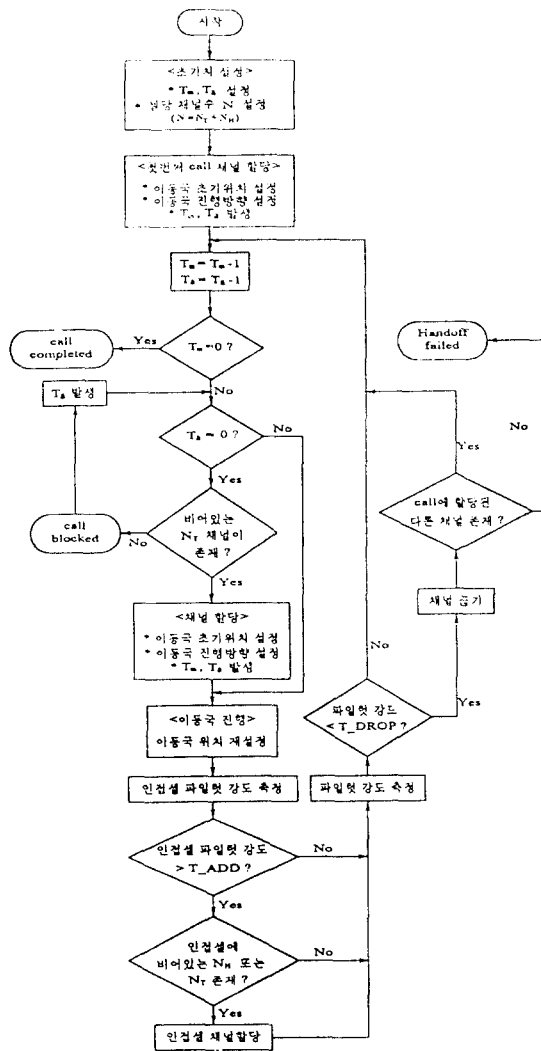 시작
<초기치 설정>
* Tm, Ta 설정
* 할당 채널수 N 설정
(N=NT+NH)
<첫번째 call 채널 할당>
* 이동국 초기위치 설정
* 이동국 진행방향 설정
* Tm, Ta 발생
Tm = Tm-1
Ta = Ta-1
Tm=0 ?
Yes
call
completed
No
Ta 발생
Ta = 0 ?
No
Yes
비어있는
NT 채널이
존재 ?
No
call
blocked
Yes
<채널 할당>
* 이동국 초기위치 설정
* 이동국 진행방향 설정
* Tm, Ta 발생
<이동국 진행>
이동국 위치 재설정
인접셀 파일럿 강도 측정
인접셀 파일럿 강도
> T_ADD ?
No
Yes
인접셀에
비어있는 NH 또는
NT 존재 ?
No
Yes
인접셀 채널할당
파일럿 강도 측정
파일럿 강도
< T_DROP ?
No
Yes
채널 끊기
call에 할당된
다른 채널 존재 ?
Yes
No
Handoff
failed